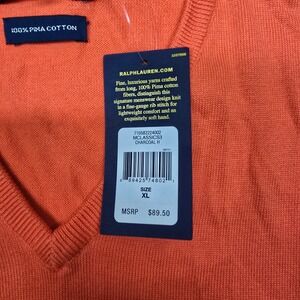 100% PIMA COTTON
RALPHLAUREN.COM
Fine, luxurious yarns crafted
from long, 100% Pima cotton
fibers, distinguish this
signature menswear design knit
in a fine-gauge rib stitch for
lightweight comfort and an
exquisitely soft hand.
710582224002
MCLASSICS3
CHARCOAL H
SIZE
XL
MSRP $89.50